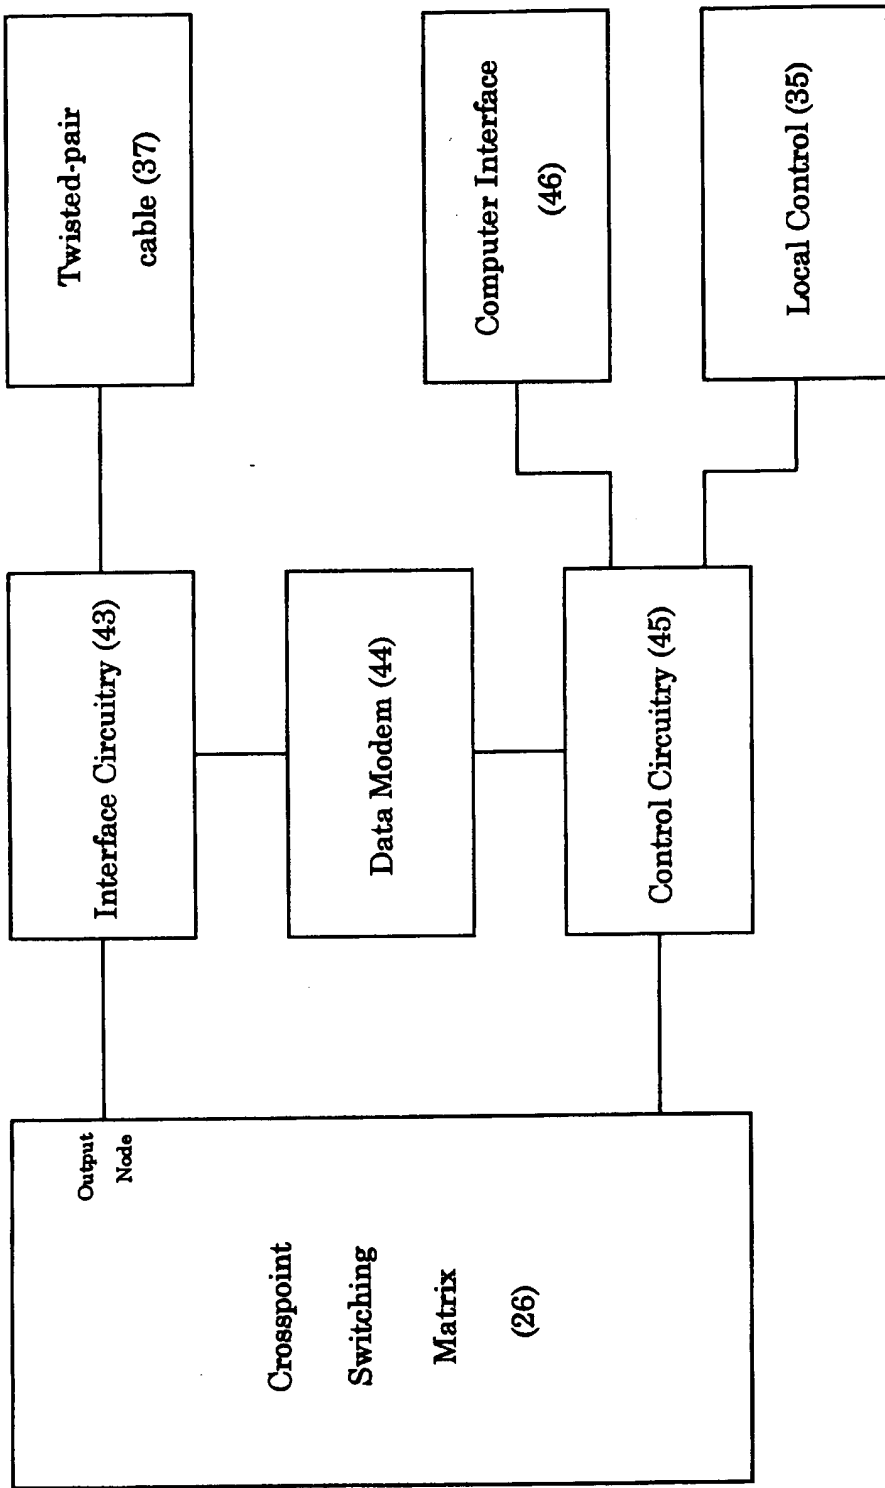 Output
Node
Crosspoint
Switching
Matrix
(26)
Interface Circuitry (43)
Data Modem (44)
Control Circuitry (45)
Twisted-pair
cable (37)
Computer Interface
(46)
Local Control (35)